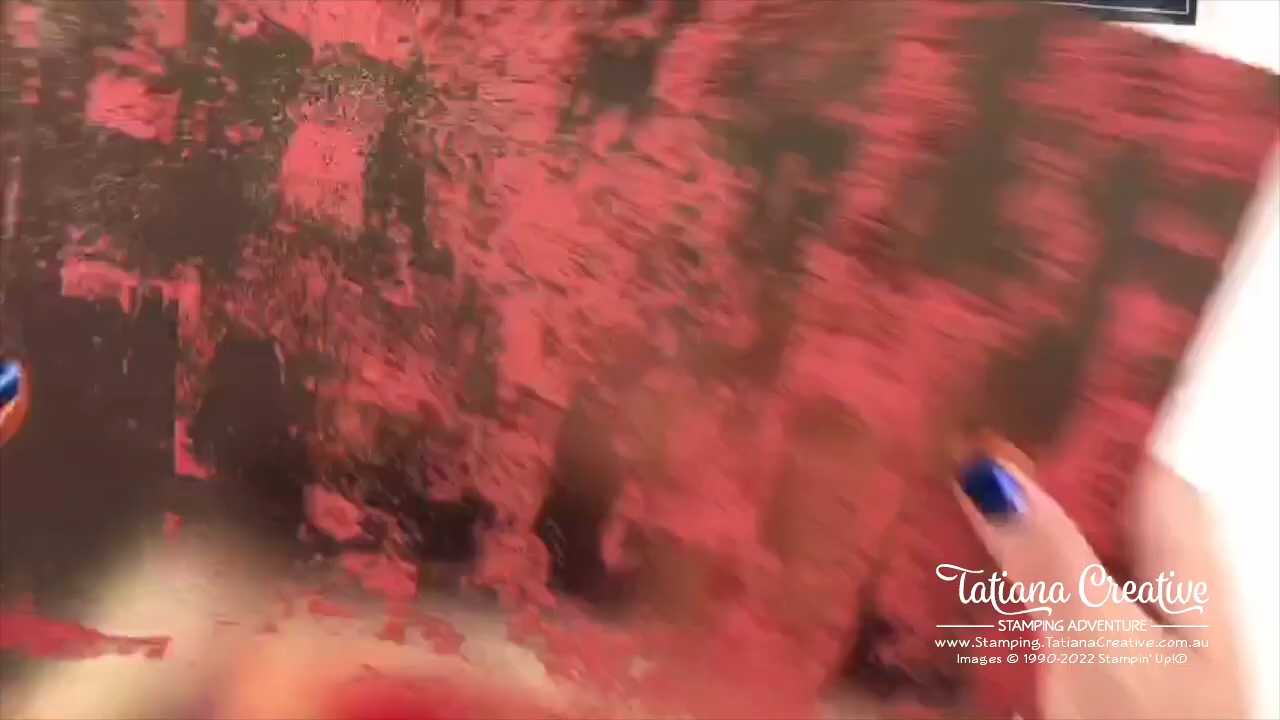 Tatiana Creative
STAMPING ADVENTURE
www.Stamping.TatianaCreative.com.au
Images © 1990-2022 Stampin' Up!©